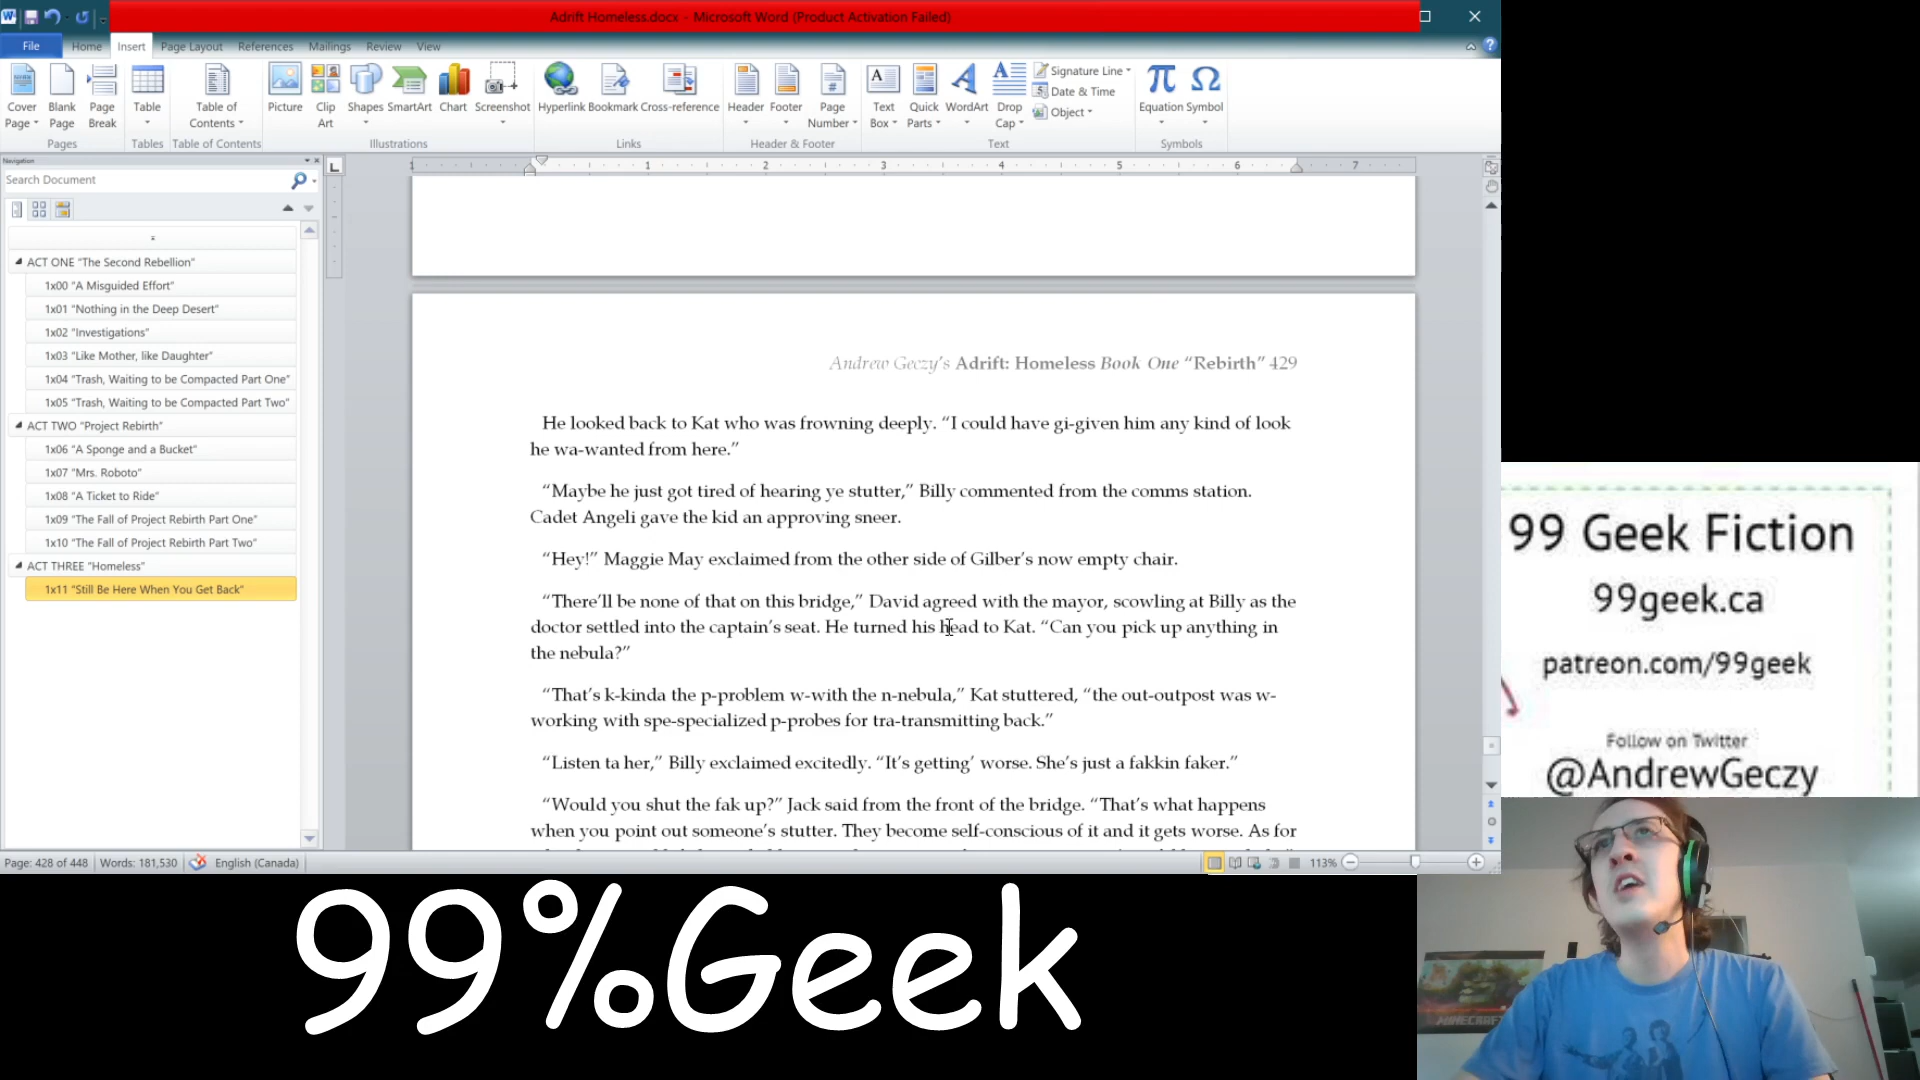 Adrift Homeless.docx - Microsoft Word (Product Activation Failed)
File Home Insert Page Layout References Mailings Review View
Cover Page Blank Page Page Break Table Table of Contents Picture Clip Art Shapes SmartArt Chart Screenshot Hyperlink Bookmark Cross-reference Header Footer Page Number Text Box Quick Parts WordArt Drop Cap Signature Line Date & Time Object Equation Symbol
Pages Tables Table of Contents Illustrations Links Header & Footer Text Symbols
Navigation
Search Document
ACT ONE “The Second Rebellion”
1x00 “A Misguided Effort”
1x01 “Nothing in the Deep Desert”
1x02 “Investigations”
1x03 “Like Mother, like Daughter”
1x04 “Trash, Waiting to be Compacted Part One”
1x05 “Trash, Waiting to be Compacted Part Two”
ACT TWO “Project Rebirth”
1x06 “A Sponge and a Bucket”
1x07 “Mrs. Roboto”
1x08 “A Ticket to Ride”
1x09 “The Fall of Project Rebirth Part One”
1x10 “The Fall of Project Rebirth Part Two”
ACT THREE “Homeless”
1x11 “Still Be Here When You Get Back”
1 1 2 3 4 5 6 7
Andrew Geczy’s Adrift: Homeless Book One “Rebirth” 429
He looked back to Kat who was frowning deeply. “I could have gi-given him any kind of look
he wa-wanted from here.”
“Maybe he just got tired of hearing ye stutter,” Billy commented from the comms station.
Cadet Angeli gave the kid an approving sneer.
“Hey!” Maggie May exclaimed from the other side of Gilber’s now empty chair.
“There’ll be none of that on this bridge,” David agreed with the mayor, scowling at Billy as the
doctor settled into the captain’s seat. He turned his head to Kat. “Can you pick up anything in
the nebula?”
“That’s k-kinda the p-problem w-with the n-nebula,” Kat stuttered, “the out-outpost was w-
working with spe-specialized p-probes for tra-transmitting back.”
“Listen ta her,” Billy exclaimed excitedly. “It’s getting’ worse. She’s just a fakkin faker.”
“Would you shut the fak up?” Jack said from the front of the bridge. “That’s what happens
when you point out someone’s stutter. They become self-conscious of it and it gets worse. As for
Page: 428 of 448 Words: 181,530 English (Canada) 113%
99 Geek Fiction
99geek.ca
patreon.com/99geek
Follow on Twitter
@AndrewGeczy
99%Geek
MINECRAFT